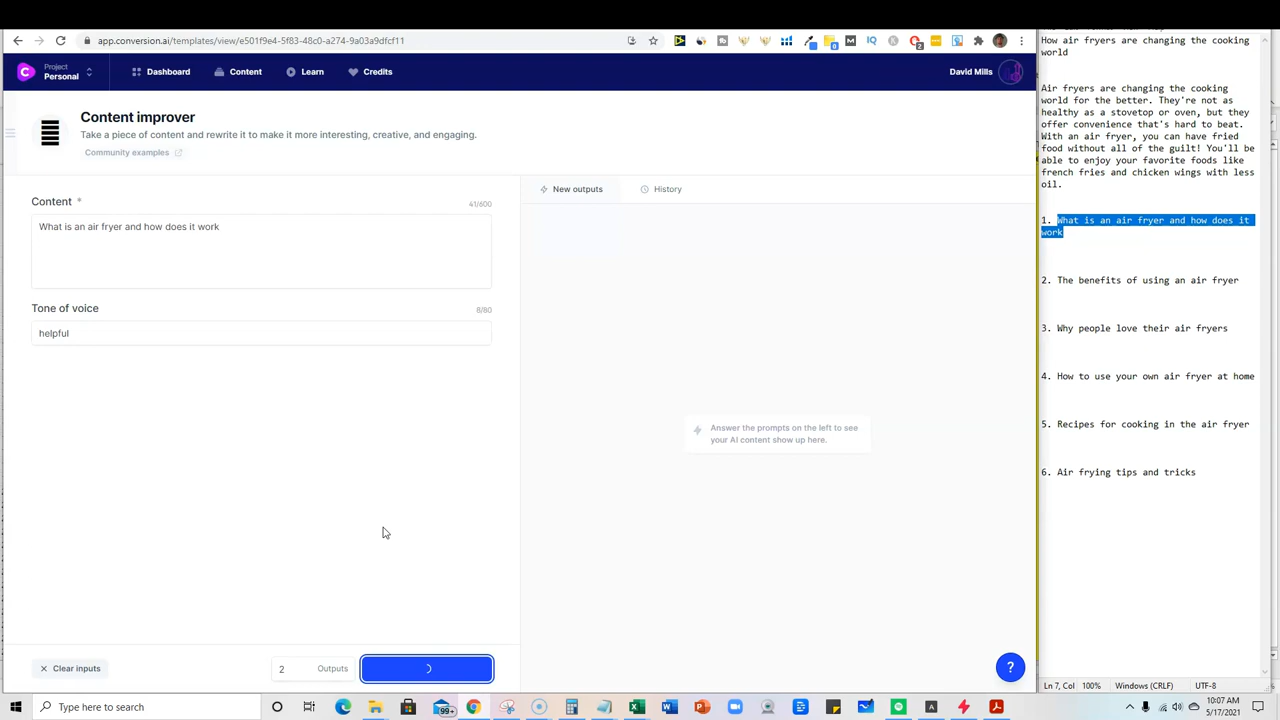 app.conversion.ai/templates/view/e501f9e4-5f83-48c0-a274-9a03a9dfcf11
Project
Personal
Dashboard
Content
Learn
Credits
David Mills
Content improver
Take a piece of content and rewrite it to make it more interesting, creative, and engaging.
Community examples
Content *
41/600
What is an air fryer and how does it work
Tone of voice
8/80
helpful
New outputs
History
Answer the prompts on the left to see
your AI content show up here.
Clear inputs
2
Outputs
?
How air fryers are changing the cooking
world
Air fryers are changing the cooking
world for the better. They're not as
healthy as a stovetop or oven, but they
offer convenience that's hard to beat.
With an air fryer, you can have fried
food without all of the guilt! You'll be
able to enjoy your favorite foods like
french fries and chicken wings with less
oil.
1. What is an air fryer and how does it
work
2. The benefits of using an air fryer
3. Why people love their air fryers
4. How to use your own air fryer at home
5. Recipes for cooking in the air fryer
6. Air frying tips and tricks
Ln 7, Col
100%
Windows (CRLF)
UTF-8
Type here to search
99+
10:07 AM
5/17/2021